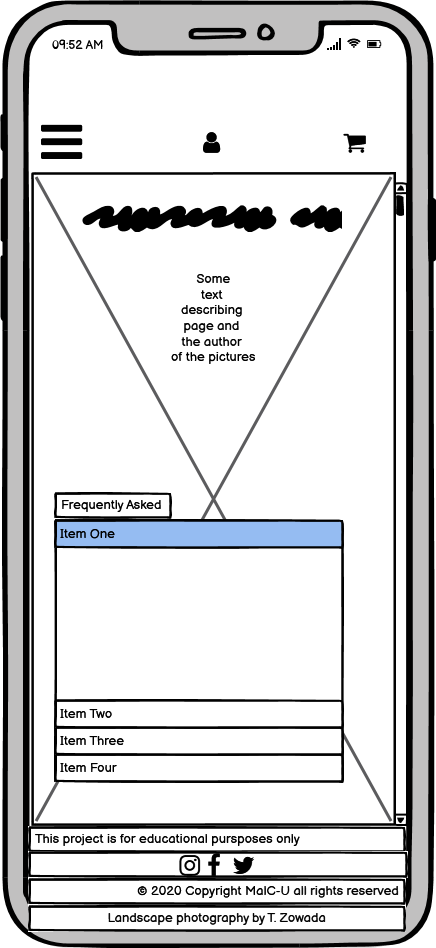 09:52 AM
Some
text
describing
page and
the author
of the pictures
Frequently Asked
Item One
Item Two
Item Three
Item Four
This project is for educational pursposes only
© 2020 Copyright MalC-U all rights reserved
Landscape photography by T. Zowada